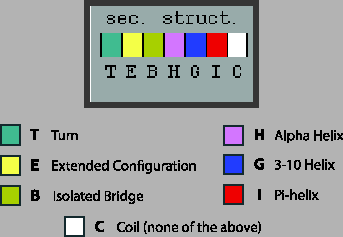 sec. struct.
T E B H G I C
T Turn
H Alpha Helix
E Extended Configuration
G 3-10 Helix
B Isolated Bridge
I Pi-helix
C Coil (none of the above)